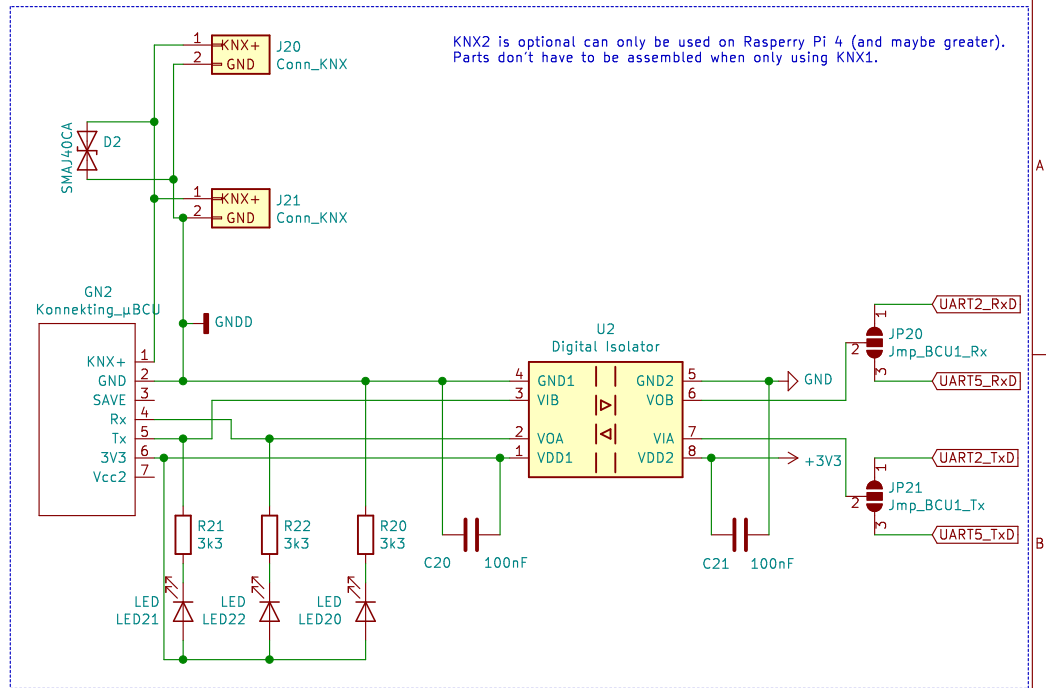 KNX2 is optional can only be used on Rasperry Pi 4 (and maybe greater).
Parts don't have to be assembled when only using KNX1.
1 KNX+ J20
2 GND Conn_KNX
SMAJ40CA
D2
A
1 KNX+ J21
2 GND Conn_KNX
GN2
Konnekting_µBCU
GNDD
KNX+ 1
GND 2
SAVE 3
Rx 4
Tx 5
3V3 6
Vcc2 7
U2
Digital Isolator
4 GND1 GND2 5
3 VIB VOB 6
2 VOA VIA 7
1 VDD1 VDD2 8
GND
+3V3
UART2_RxD
1
JP20
2 Jmp_BCU1_Rx
3
UART5_RxD
UART2_TxD
1
JP21
2 Jmp_BCU1_Tx
3
UART5_TxD
B
R21
3k3
R22
3k3
R20
3k3
C20 100nF
C21 100nF
LED
LED21
LED
LED22
LED
LED20